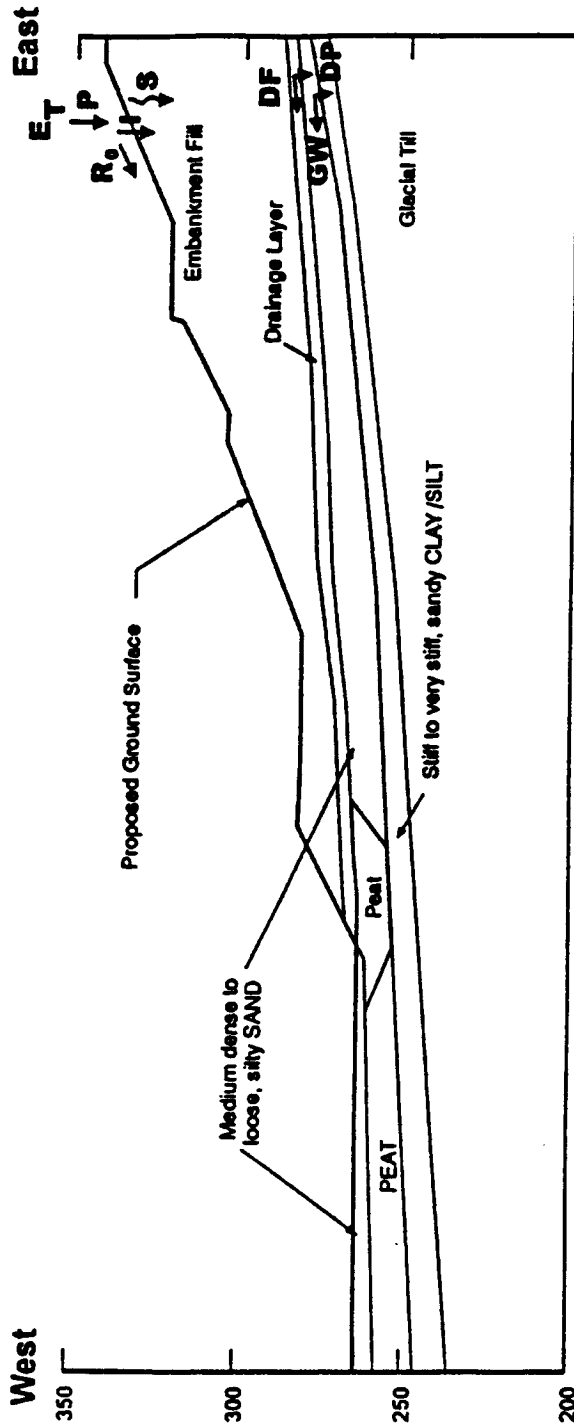 West
East
350
300
250
200
Proposed Ground Surface
Medium dense to
loose, silty SAND
PEAT
Peat
Stiff to very stiff, sandy CLAY/SILT
Drainage Layer
Embankment Fill
Glacial Till
E_T
P
R_o
I
S
DF
GW
DP